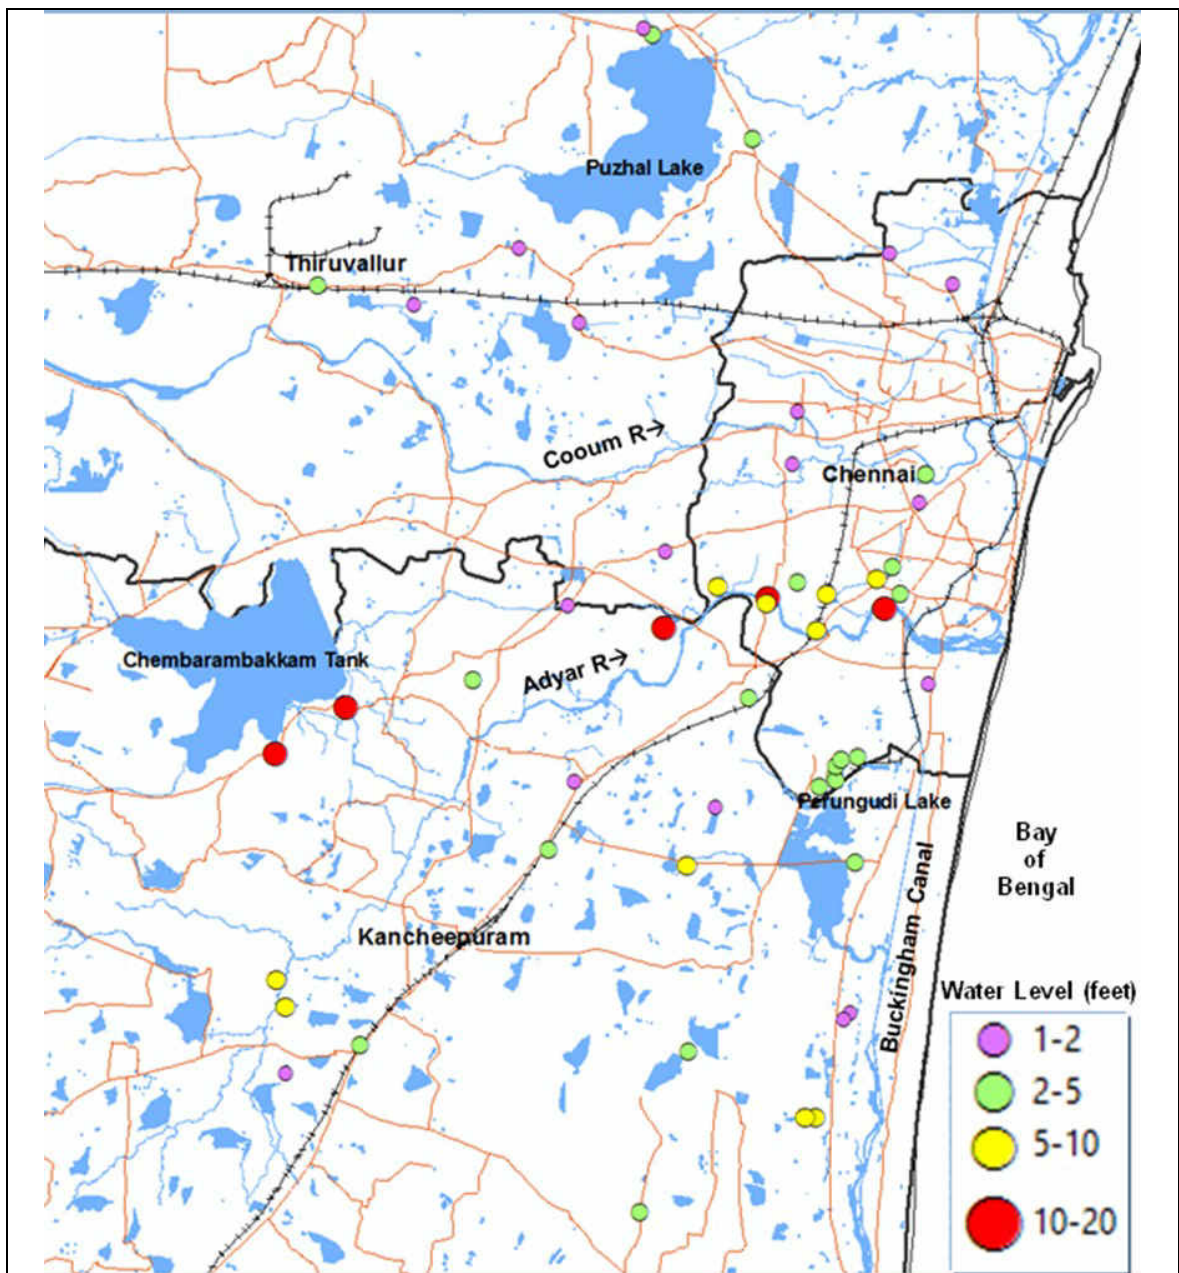 Puzhal Lake
Thiruvallur
Cooum R→
Chennai
Chembarambakkam Tank
Adyar R→
Perungudi Lake
Bay
of
Bengal
Buckingham Canal
Kancheepuram
Water Level (feet)
1-2
2-5
5-10
10-20